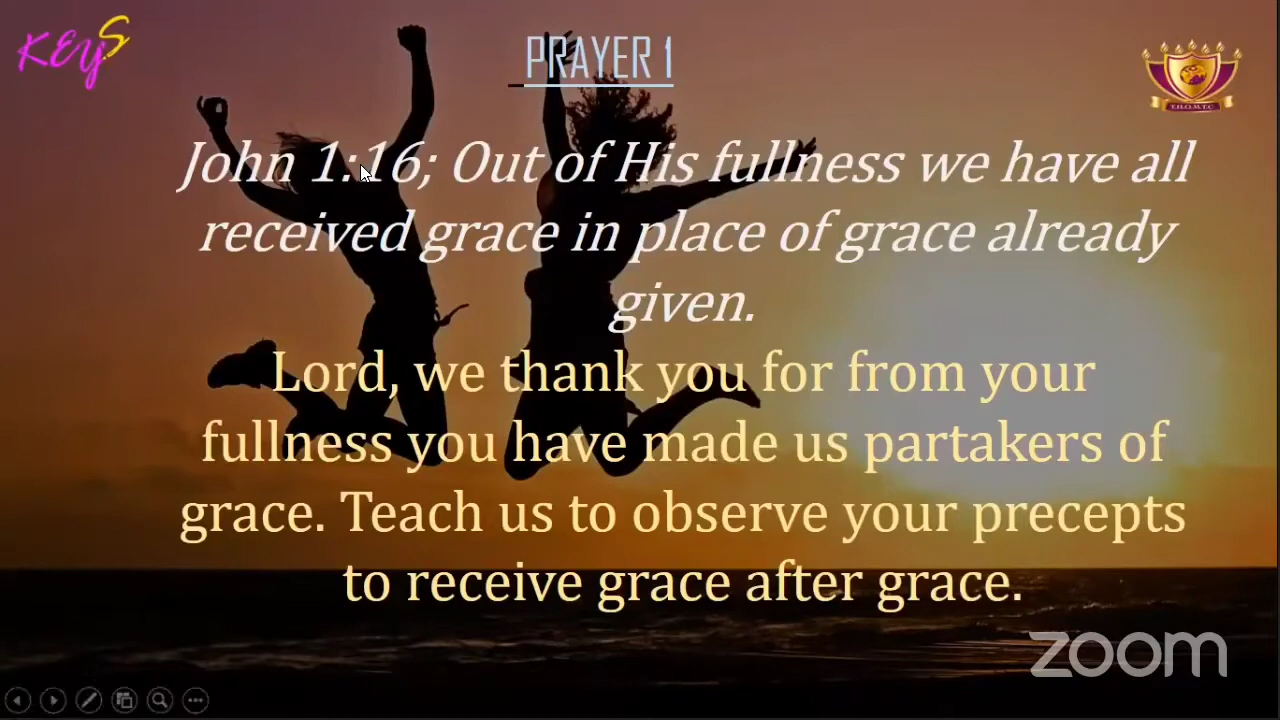 KEYS
PRAYER 1
John 1:16; Out of His fullness we have all
received grace in place of grace already
given.
Lord, we thank you for from your
fullness you have made us partakers of
grace. Teach us to observe your precepts
to receive grace after grace.
zoom